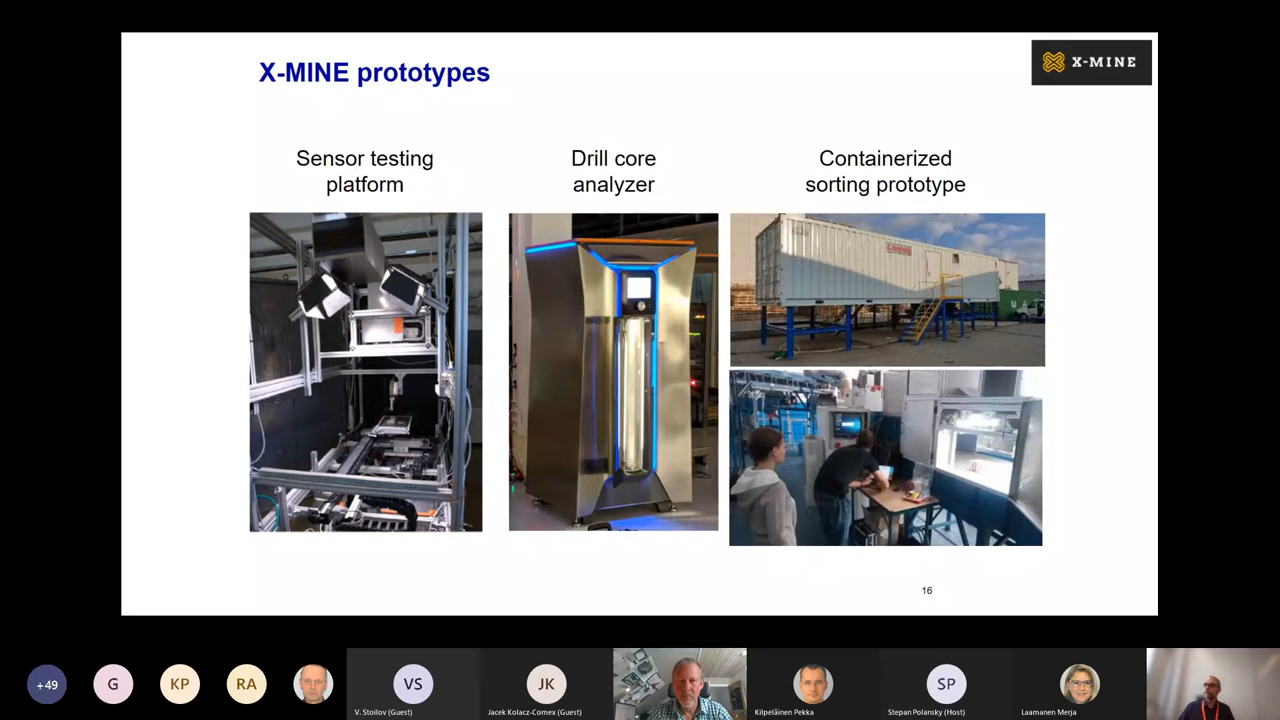 X-MINE prototypes
X-MINE
Sensor testing
platform
Drill core
analyzer
Containerized
sorting prototype
16
+49
G
KP
RA
VS
V. Stoilov (Guest)
JK
Jacek Kolacz-Comex (Guest)
Kilpeläinen Pekka
SP
Stepan Polansky (Host)
Laamanen Merja